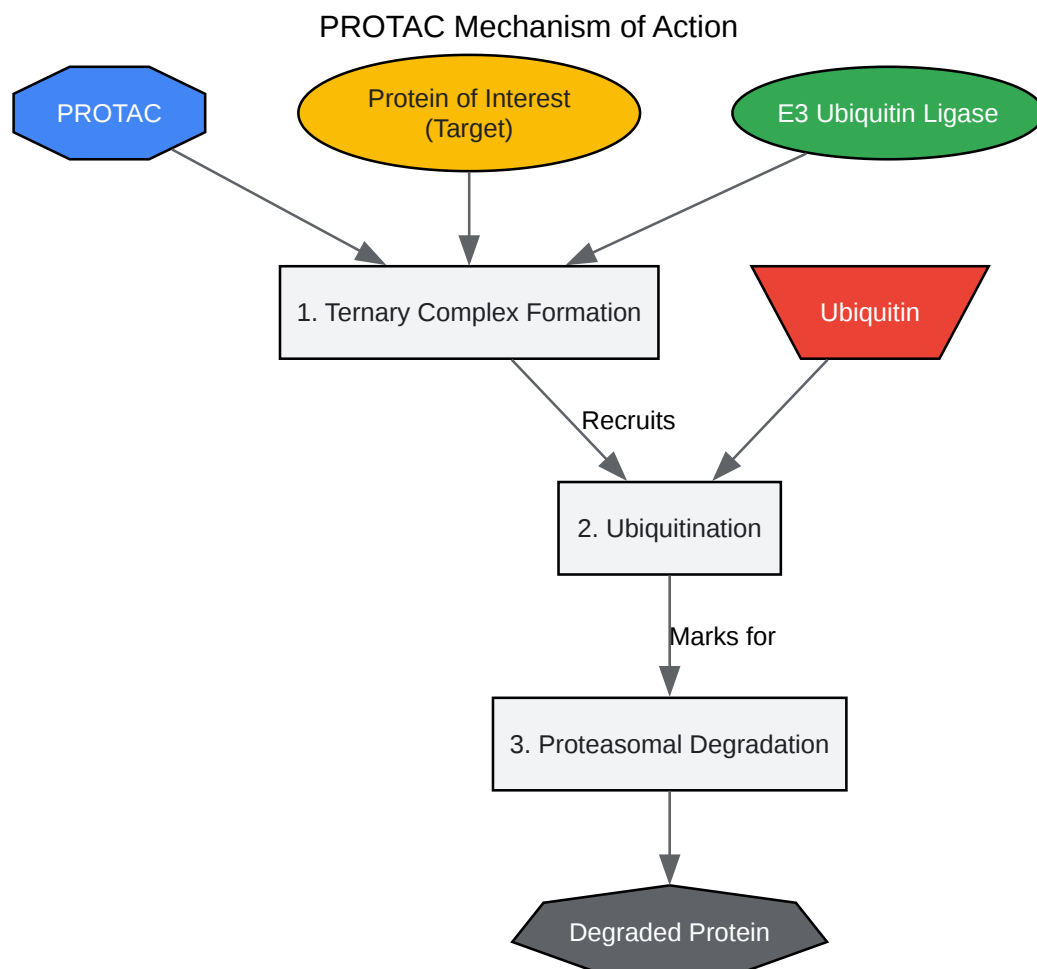 PROTAC Mechanism of Action
PROTAC
Protein of Interest
(Target)
E3 Ubiquitin Ligase
1. Ternary Complex Formation
Ubiquitin
Recruits
2. Ubiquitination
Marks for
3. Proteasomal Degradation
Degraded Protein